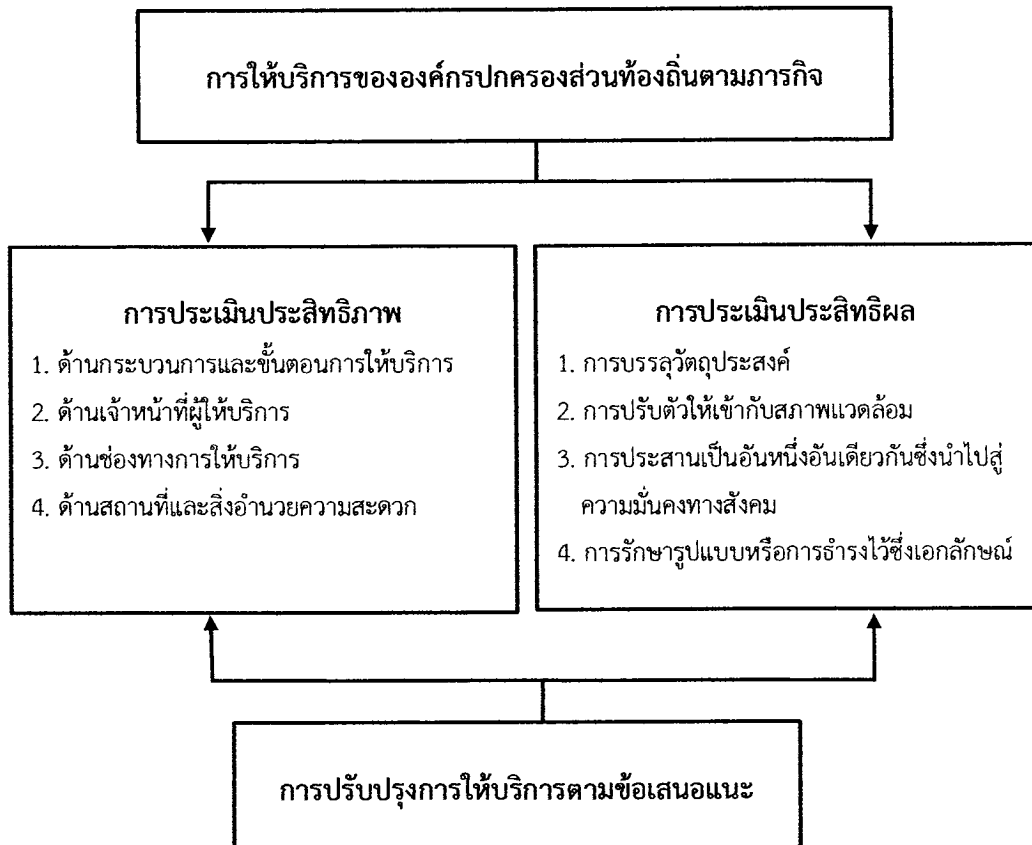 การให้บริการขององค์กรปกครองส่วนท้องถิ่นตามภารกิจ
การประเมินประสิทธิภาพ
1. ด้านกระบวนการและขั้นตอนการให้บริการ
2. ด้านเจ้าหน้าที่ผู้ให้บริการ
3. ด้านช่องทางการให้บริการ
4. ด้านสถานที่และสิ่งอำนวยความสะดวก
การประเมินประสิทธิผล
1. การบรรลุวัตถุประสงค์
2. การปรับตัวให้เข้ากับสภาพแวดล้อม
3. การประสานเป็นอันหนึ่งอันเดียวกันซึ่งนำไปสู่
ความมั่นคงทางสังคม
4. การรักษารูปแบบหรือการธำรงไว้ซึ่งเอกลักษณ์
การปรับปรุงการให้บริการตามข้อเสนอแนะ